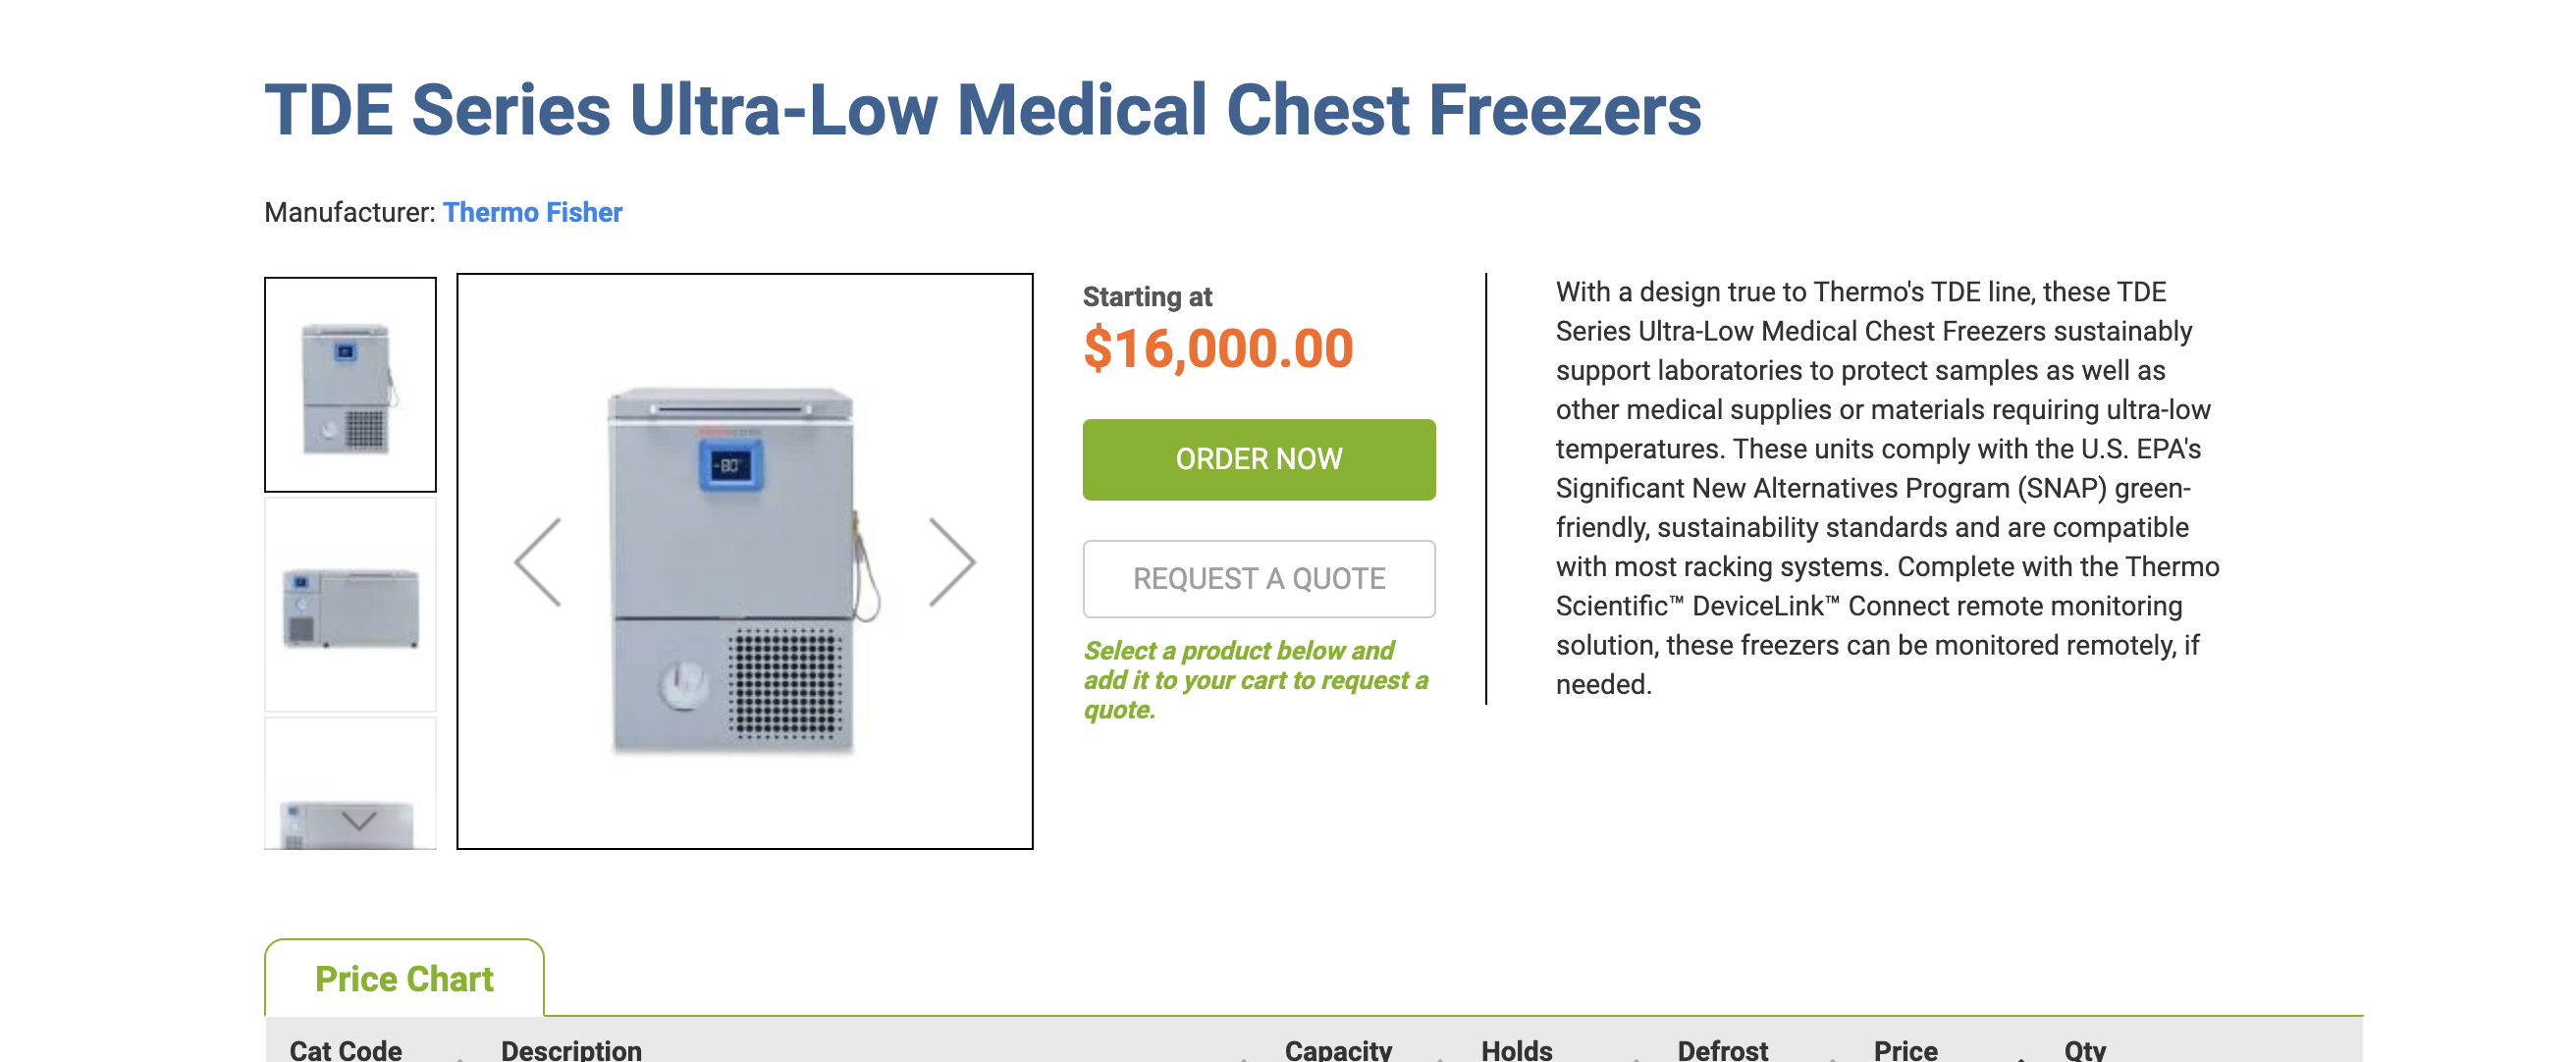 TDE Series Ultra-Low Medical Chest Freezers
Manufacturer: Thermo Fisher
-80
Starting at
$16,000.00
ORDER NOW
REQUEST A QUOTE
Select a product below and
add it to your cart to request a
quote.
With a design true to Thermo's TDE line, these TDE
Series Ultra-Low Medical Chest Freezers sustainably
support laboratories to protect samples as well as
other medical supplies or materials requiring ultra-low
temperatures. These units comply with the U.S. EPA's
Significant New Alternatives Program (SNAP) green-
friendly, sustainability standards and are compatible
with most racking systems. Complete with the Thermo
Scientific™ DeviceLink™ Connect remote monitoring
solution, these freezers can be monitored remotely, if
needed.
Price Chart
Cat Code Description Capacity Holds Defrost Price Qty